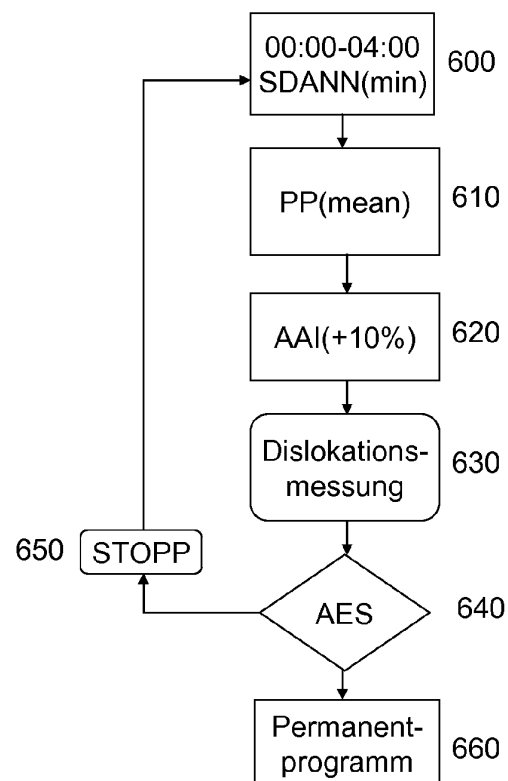 00:00-04:00
SDANN(min)
600
PP(mean)
610
AAI(+10%)
620
Dislokations-
messung
630
AES
640
650
STOPP
Permanent-
programm
660